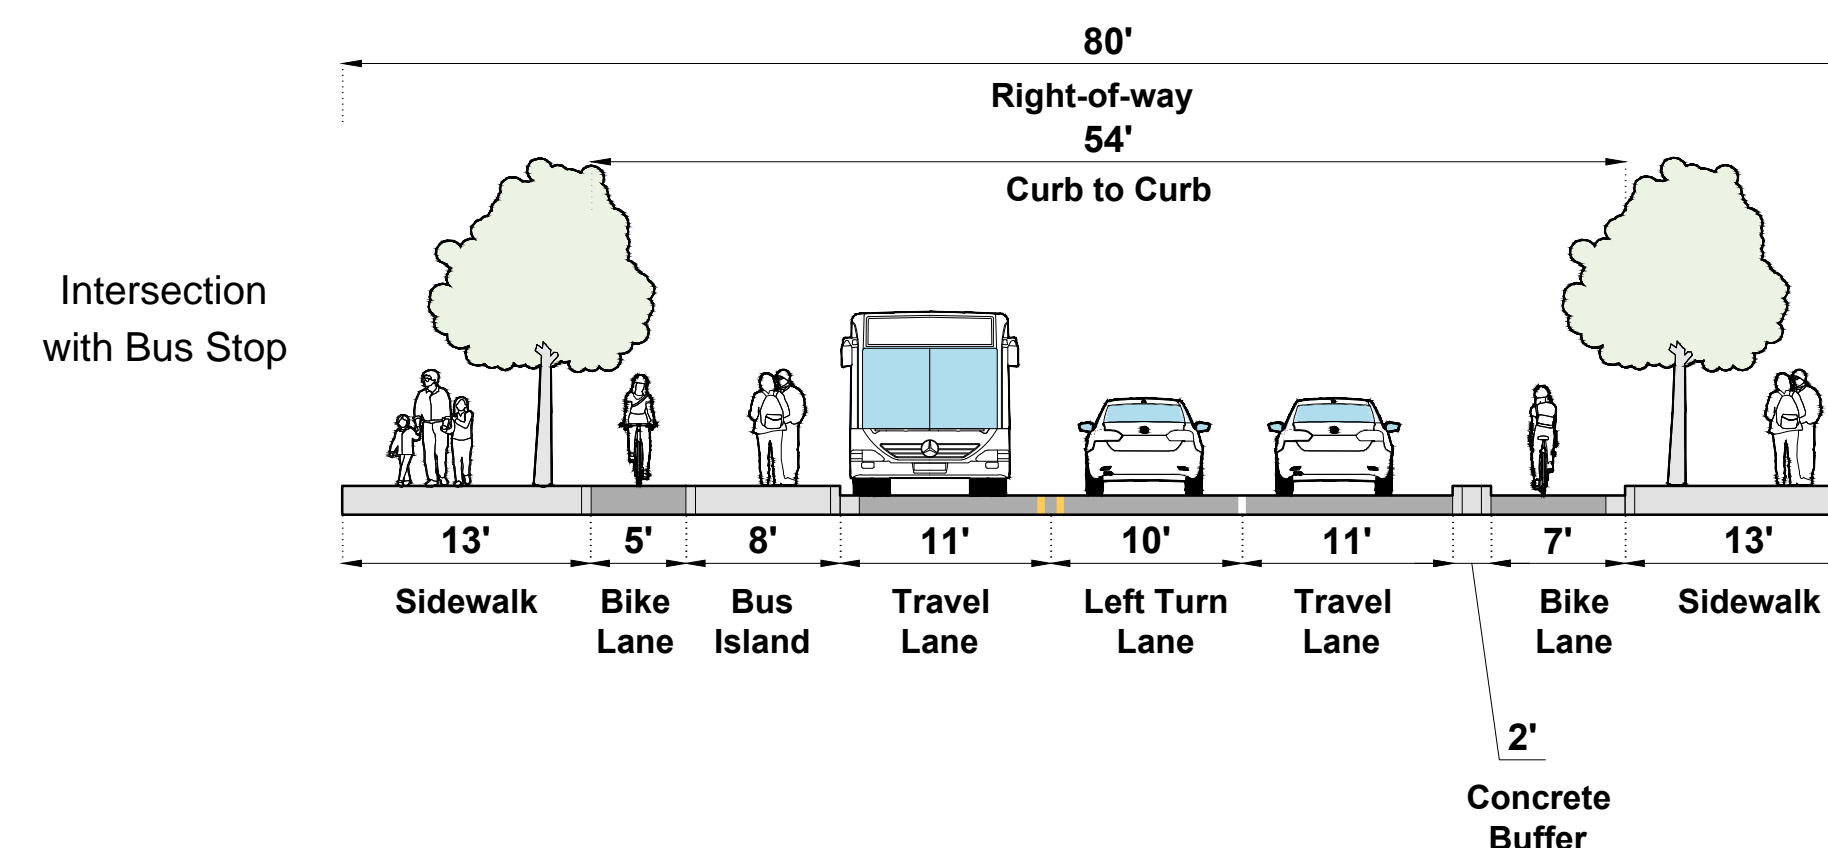 80'
Right-of-way
54'
Curb to Curb
Intersection
with Bus Stop
13'
5'
8'
11'
10'
11'
7'
13'
Sidewalk
Bike
Lane
Bus
Island
Travel
Lane
Left Turn
Lane
Travel
Lane
Bike
Lane
Sidewalk
2'
Concrete
Buffer